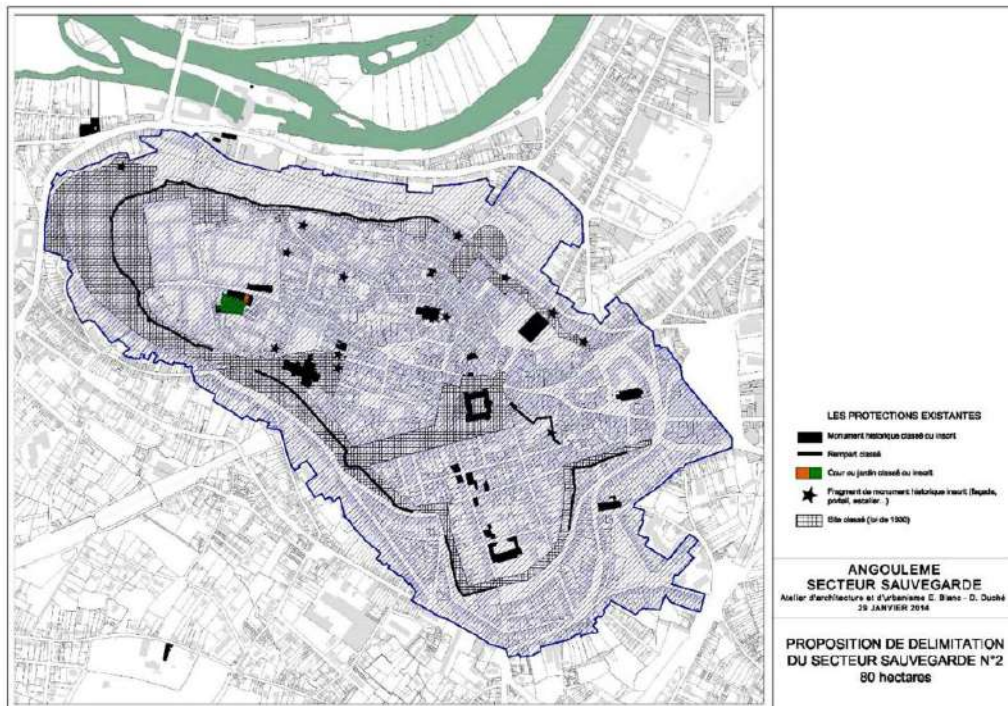 LES PROTECTIONS EXISTANTES
Monument historique classé ou inscrit
Rempart classé
Cour ou jardin classé ou inscrit
Fragment de monument historique inscrit (façade,
portail, escalier...)
Site classé (loi de 1930)
ANGOULEME
SECTEUR SAUVEGARDE
Atelier d'architecture et d'urbanisme E. Blanc - D. Duché
29 JANVIER 2014
PROPOSITION DE DELIMITATION
DU SECTEUR SAUVEGARDE N°2
80 hectares